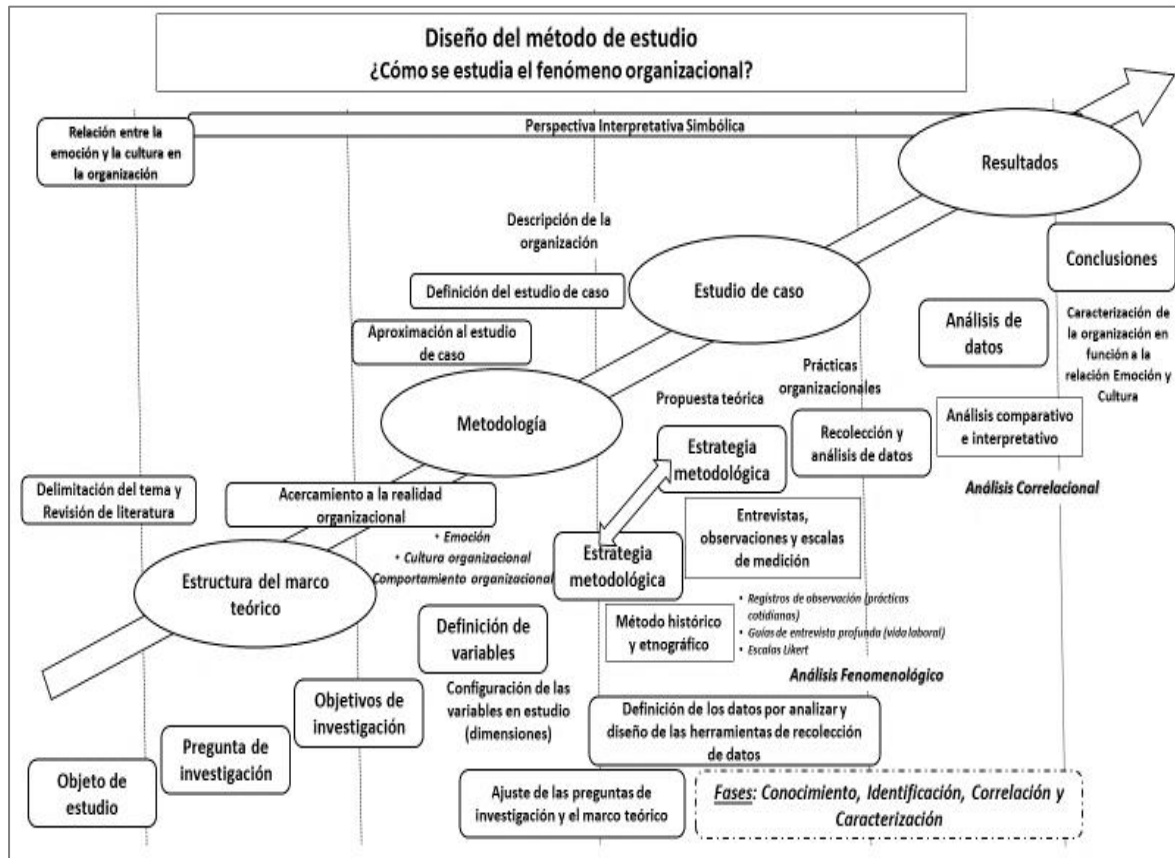 Diseño del método de estudio
¿Cómo se estudia el fenómeno organizacional?
Relación entre la
emoción y la cultura en
la organización
Perspectiva Interpretativa Simbólica
Resultados
Descripción de la
organización
Conclusiones
Definición del estudio de caso
Estudio de caso
Aproximación al estudio
de caso
Análisis de
datos
Caracterización de
la organización en
función a la
relación Emoción y
Cultura
Prácticas
organizacionales
Propuesta teórica
Metodología
Estrategia
metodológica
Recolección y
análisis de datos
Análisis comparativo
e interpretativo
Análisis Correlacional
Delimitación del tema y
Revisión de literatura
Acercamiento a la realidad
organizacional
• Emoción
• Cultura organizacional
Comportamiento organizacional
Entrevistas,
observaciones y escalas
de medición
Estrategia
metodológica
Estructura del marco
teórico
• Registros de observación (prácticas
cotidianas)
• Guías de entrevista profunda (vida laboral)
• Escalas Likert
Método histórico
y etnográfico
Definición de
variables
Análisis Fenomenológico
Objetivos de
investigación
Configuración de las
variables en estudio
(dimensiones)
Definición de los datos por analizar y
diseño de las herramientas de recolección
de datos
Pregunta de
investigación
Objeto de
estudio
Ajuste de las preguntas de
investigación y el marco teórico
Fases: Conocimiento, Identificación, Correlación y
Caracterización